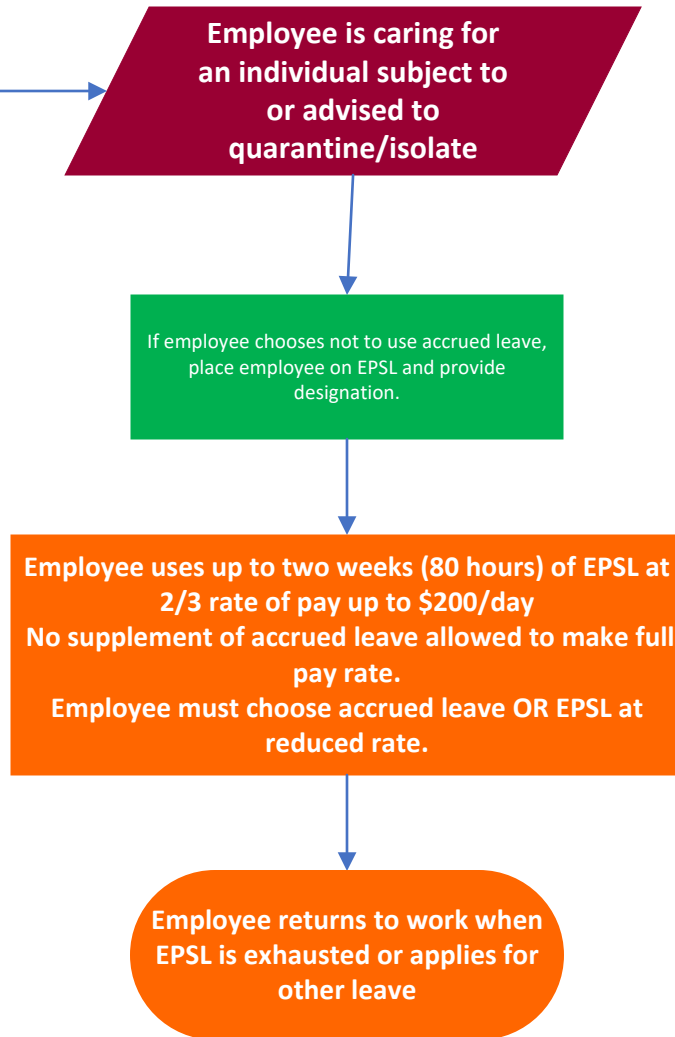 Employee is caring for
an individual subject to
or advised to
quarantine/isolate
If employee chooses not to use accrued leave,
place employee on EPSL and provide
designation.
Employee uses up to two weeks (80 hours) of EPSL at
2/3 rate of pay up to $200/day
No supplement of accrued leave allowed to make full
pay rate.
Employee must choose accrued leave OR EPSL at
reduced rate.
Employee returns to work when
EPSL is exhausted or applies for
other leave